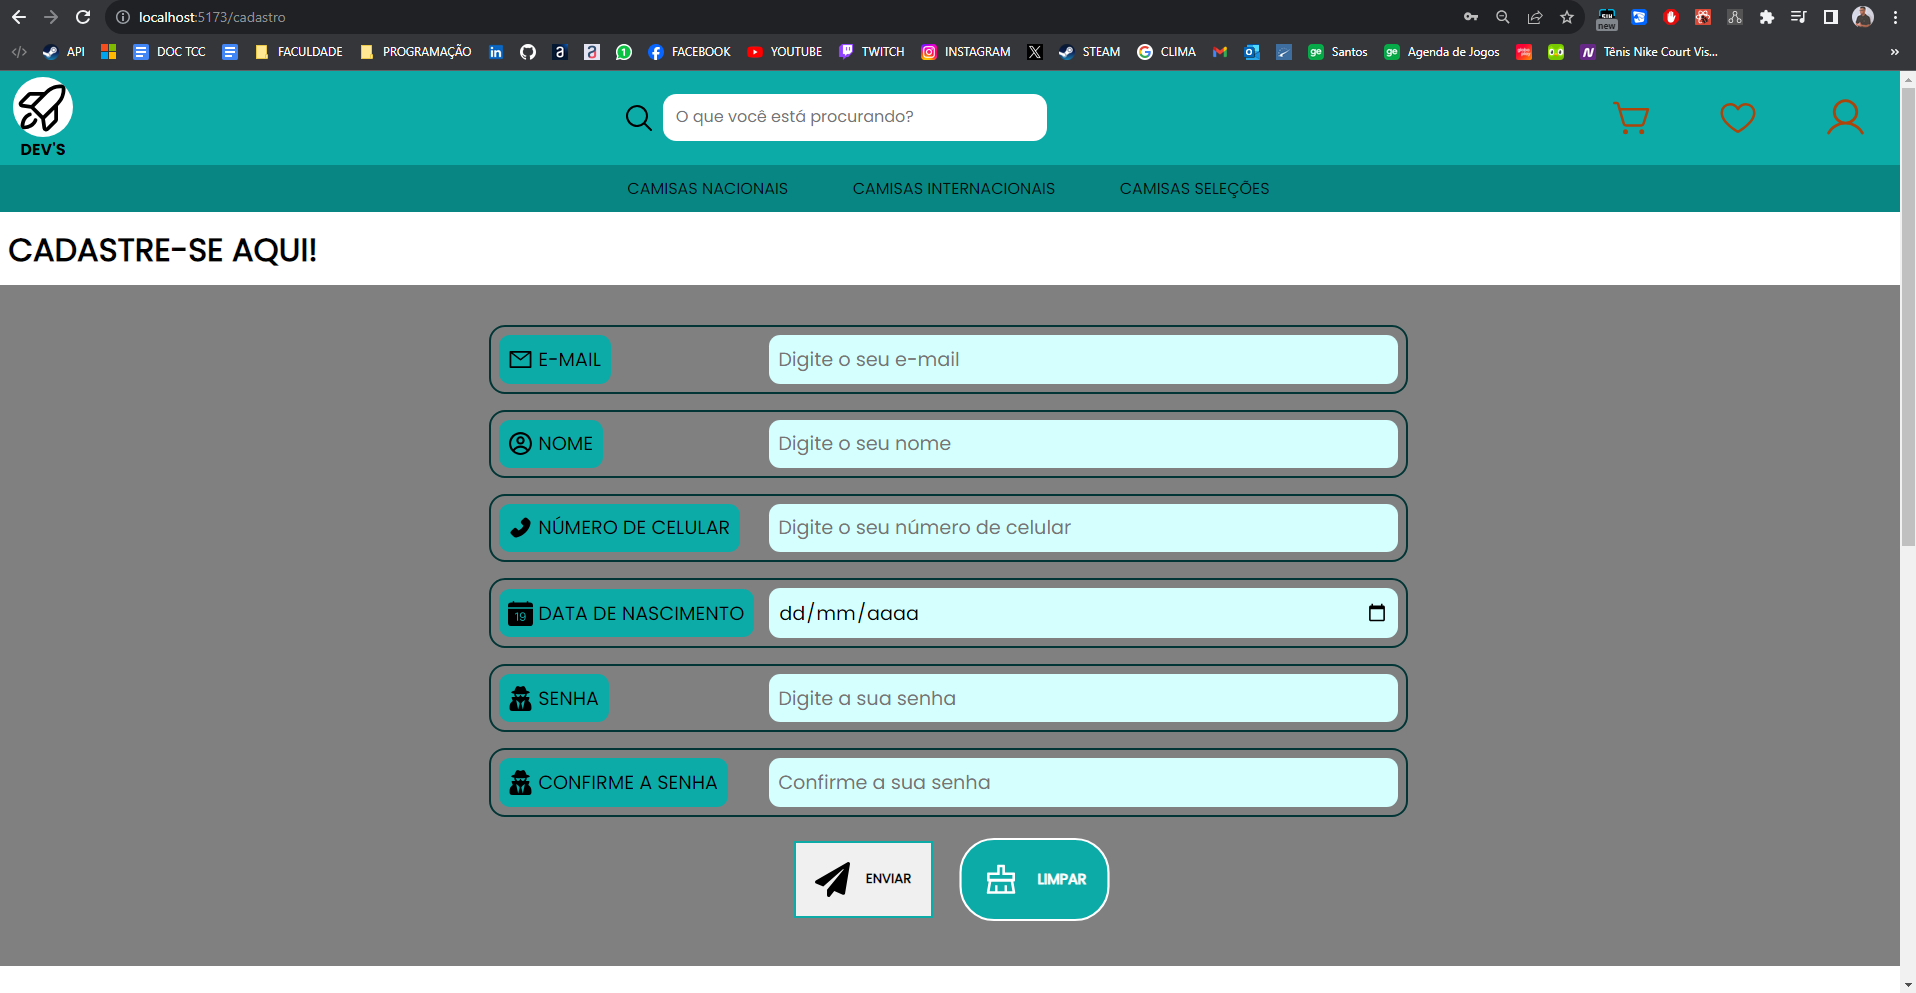 localhost:5173/cadastro
new
API DOC TCC FACULDADE PROGRAMAÇÃO FACEBOOK YOUTUBE TWITCH INSTAGRAM STEAM CLIMA Santos Agenda de Jogos Tênis Nike Court Vis... »
O que você está procurando?
DEV'S
CAMISAS NACIONAIS CAMISAS INTERNACIONAIS CAMISAS SELEÇÕES
CADASTRE-SE AQUI!
E-MAIL Digite o seu e-mail
NOME Digite o seu nome
NÚMERO DE CELULAR Digite o seu número de celular
19 DATA DE NASCIMENTO dd/mm/aaaa
SENHA Digite a sua senha
CONFIRME A SENHA Confirme a sua senha
ENVIAR LIMPAR